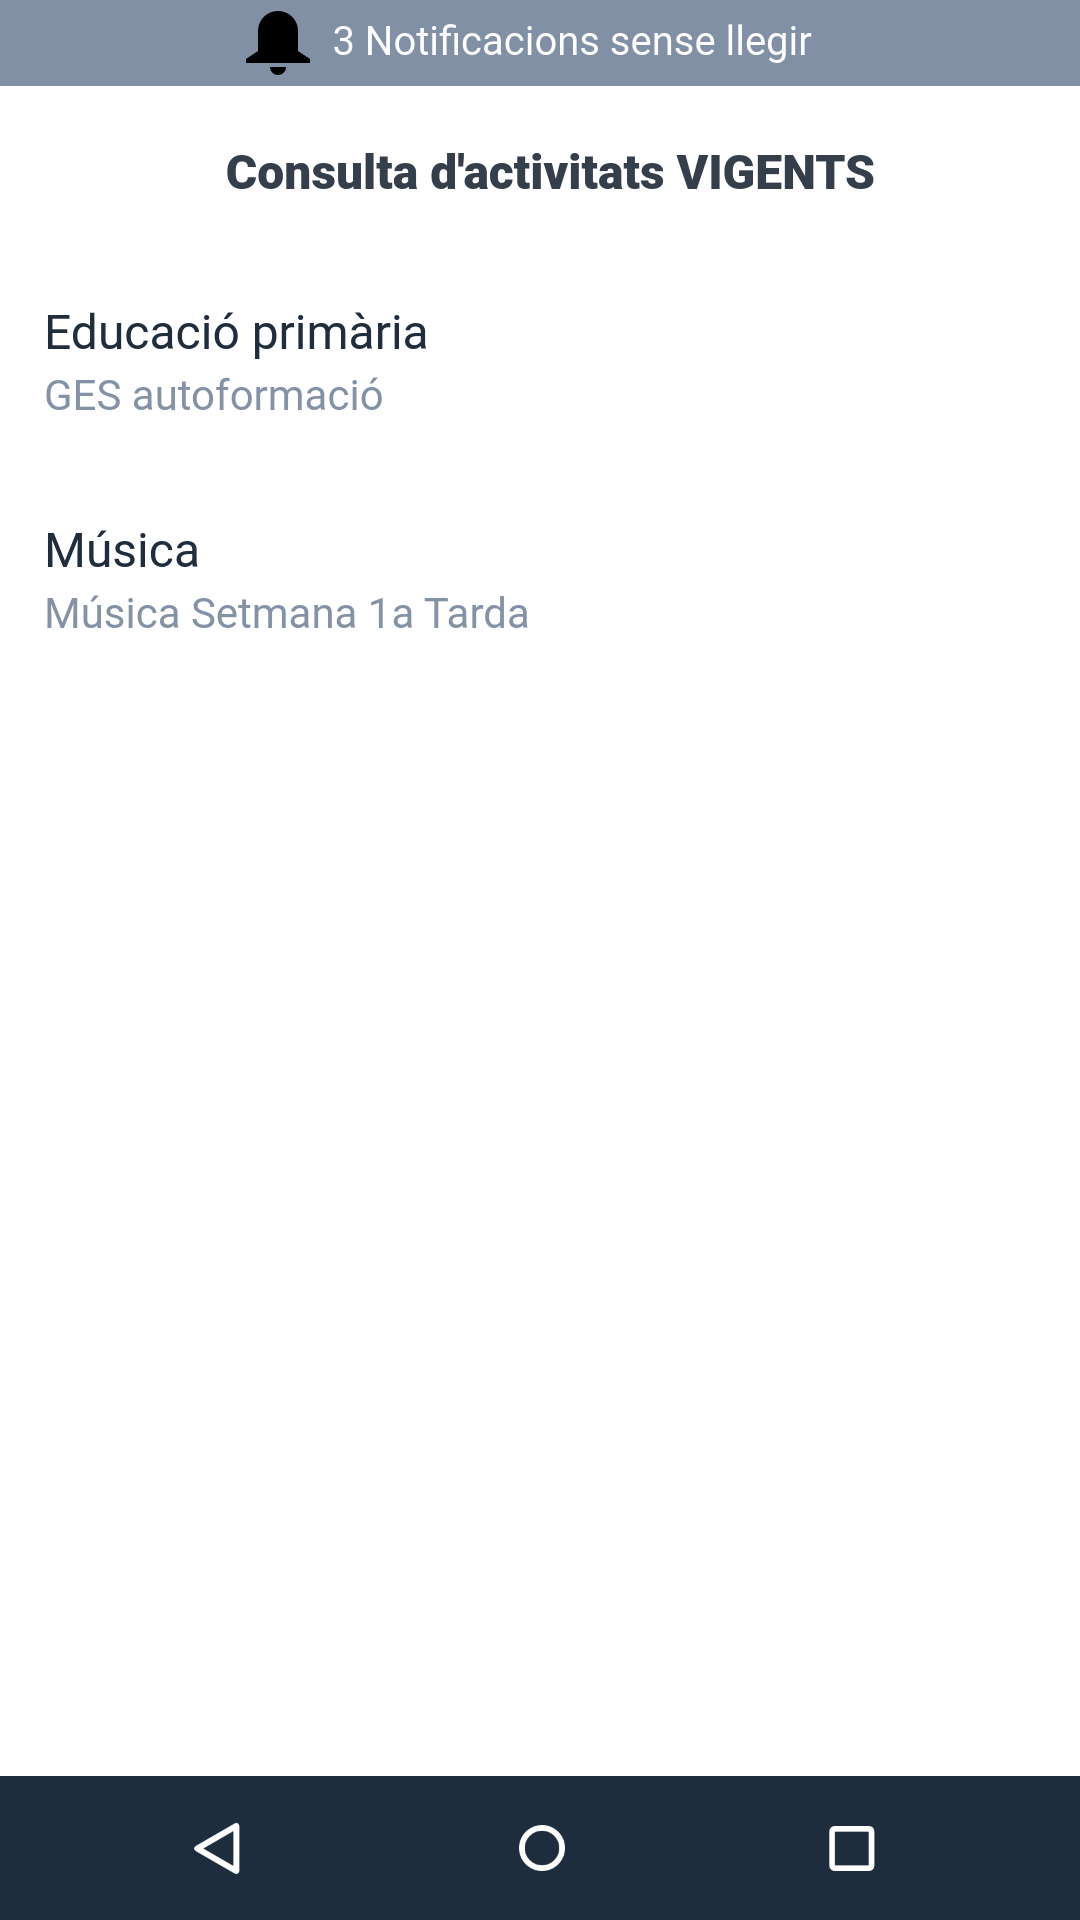 3 Notificacions sense llegir
Consulta d'activitats VIGENTS
Educació primària
GES autoformació
Música
Música Setmana 1a Tarda